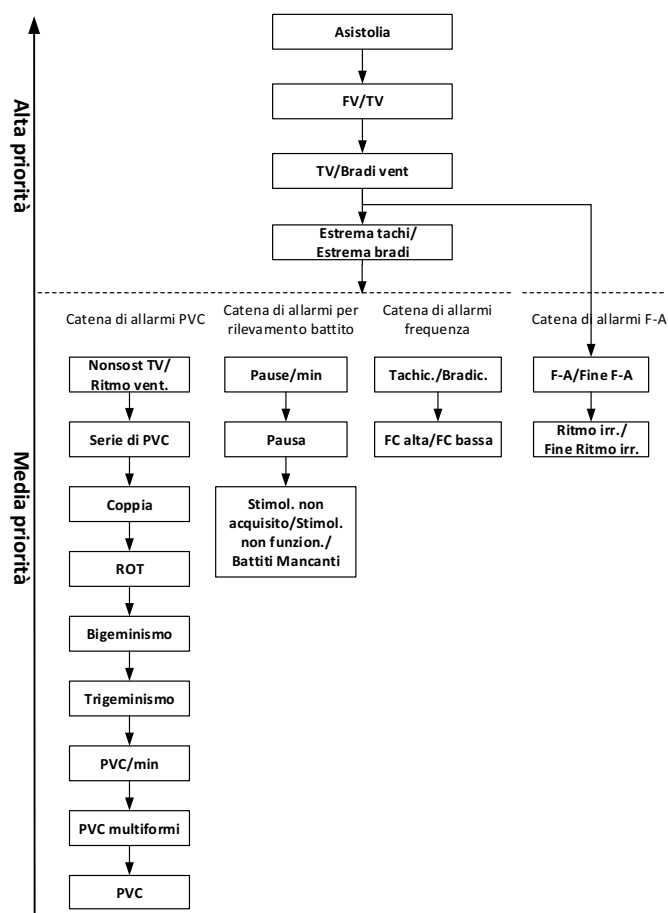 Alta priorità
Asistolia
FV/TV
TV/Bradi vent
Estrema tachi/
Estrema bradi
Media priorità
Catena di allarmi PVC
Nonsost TV/
Ritmo vent.
Serie di PVC
Coppia
ROT
Bigeminismo
Trigeminismo
PVC/min
PVC multiformi
PVC
Catena di allarmi per
rilevamento battito
Pause/min
Pausa
Stimol. non
acquisito/Stimol.
non funzion./
Battiti Mancanti
Catena di allarmi
frequenza
Tachic./Bradic.
FC alta/FC bassa
Catena di allarmi F-A
F-A/Fine F-A
Ritmo irr./
Fine Ritmo irr.